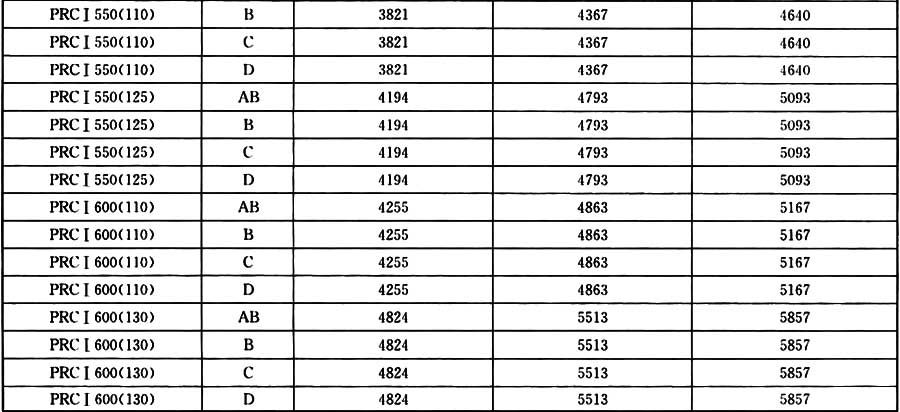 PRC Ⅰ 550(110) B 3821 4367 4640
PRC Ⅰ 550(110) C 3821 4367 4640
PRC Ⅰ 550(110) D 3821 4367 4640
PRC Ⅰ 550(125) AB 4194 4793 5093
PRC Ⅰ 550(125) B 4194 4793 5093
PRC Ⅰ 550(125) C 4194 4793 5093
PRC Ⅰ 550(125) D 4194 4793 5093
PRC Ⅰ 600(110) AB 4255 4863 5167
PRC Ⅰ 600(110) B 4255 4863 5167
PRC Ⅰ 600(110) C 4255 4863 5167
PRC Ⅰ 600(110) D 4255 4863 5167
PRC Ⅰ 600(130) AB 4824 5513 5857
PRC Ⅰ 600(130) B 4824 5513 5857
PRC Ⅰ 600(130) C 4824 5513 5857
PRC Ⅰ 600(130) D 4824 5513 5857